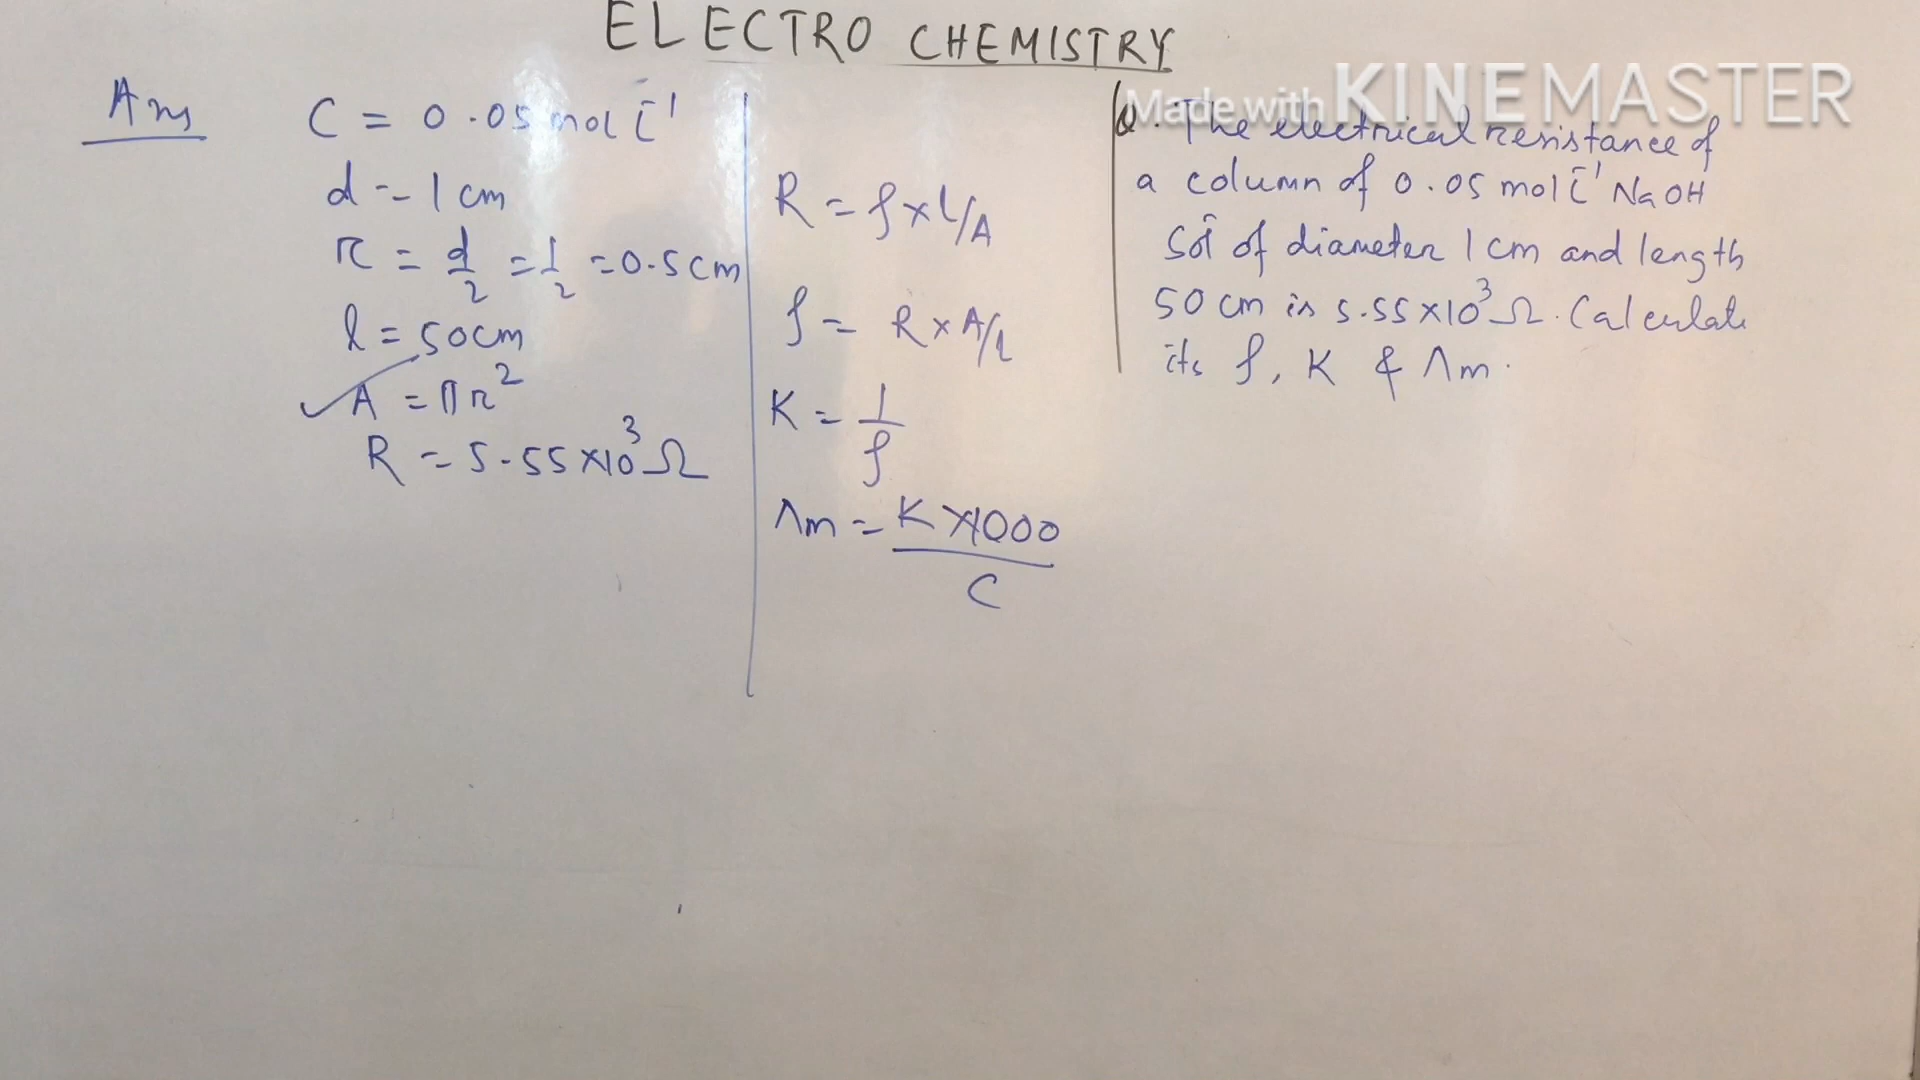 ELECTRO CHEMISTRY
Made with KINEMASTER
Ans
C = 0.05 mol L⁻¹
d = 1 cm
r = d/2 = 1/2 = 0.5 cm
l = 50 cm
✓ A = πr²
R = 5.55×10³ Ω
R = ρ × l/A
ρ = R × A/l
K = 1/ρ
Λm = K×1000/C
Q. The electrical resistance of
a column of 0.05 mol L⁻¹ NaOH
Sol of diameter 1 cm and length
50 cm is 5.55×10³ Ω. Calculate
its ρ, K & Λm.